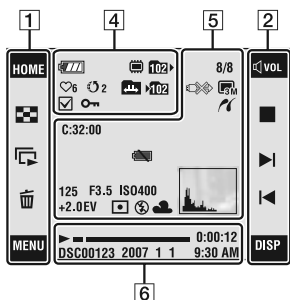 1
4
5
2
HOME
102
8/8
VOL
6
2
102
3M
C:32:00
125 F3.5 ISO400
+2.0EV
MENU
0:00:12
DSC00123 2007 1 1 9:30 AM
DISP
6